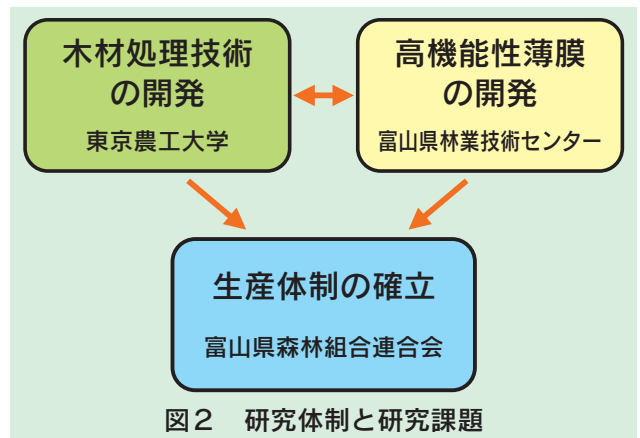 木材処理技術
の開発
東京農工大学
高機能性薄膜
の開発
富山県林業技術センター
生産体制の確立
富山県森林組合連合会
図2 研究体制と研究課題